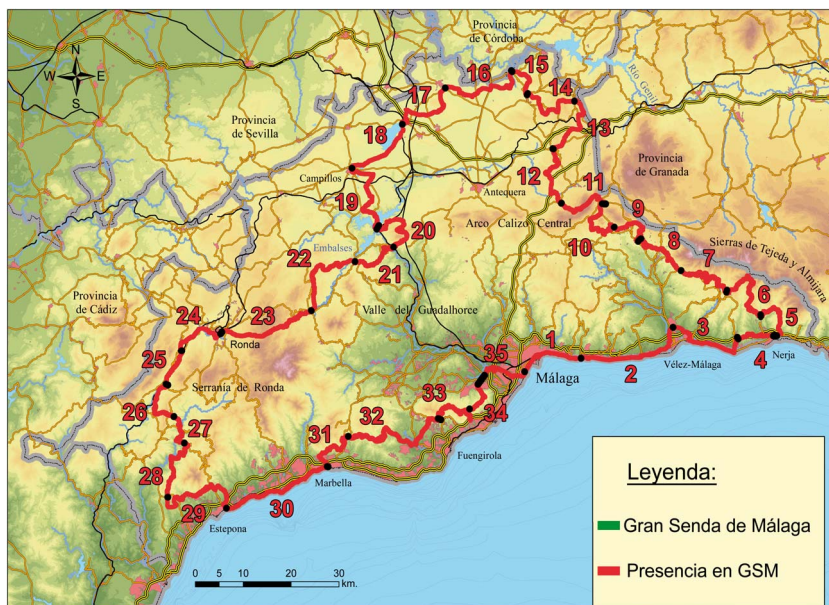 Provincia
de Córdoba
N
W E
S
15
16
17
14
Río Genil
Provincia
de Sevilla
18
13
Provincia
de Granada
Campillos
12
Antequera
11
19
9
Arco Calizo Central
20
10
Sierras de Tejeda y Almijara
Embalses
8
22
21
7
Provincia
de Cádiz
6
24
23
Valle del Guadalhorce
5
Ronda
1
3
4
Nerja
25
35
2
Vélez-Málaga
Málaga
Serranía de Ronda
33
26
34
32
27
31
Fuengirola
28
Marbella
29
30
Estepona
0 5 10 20 30
km.
Leyenda:
Gran Senda de Málaga
Presencia en GSM